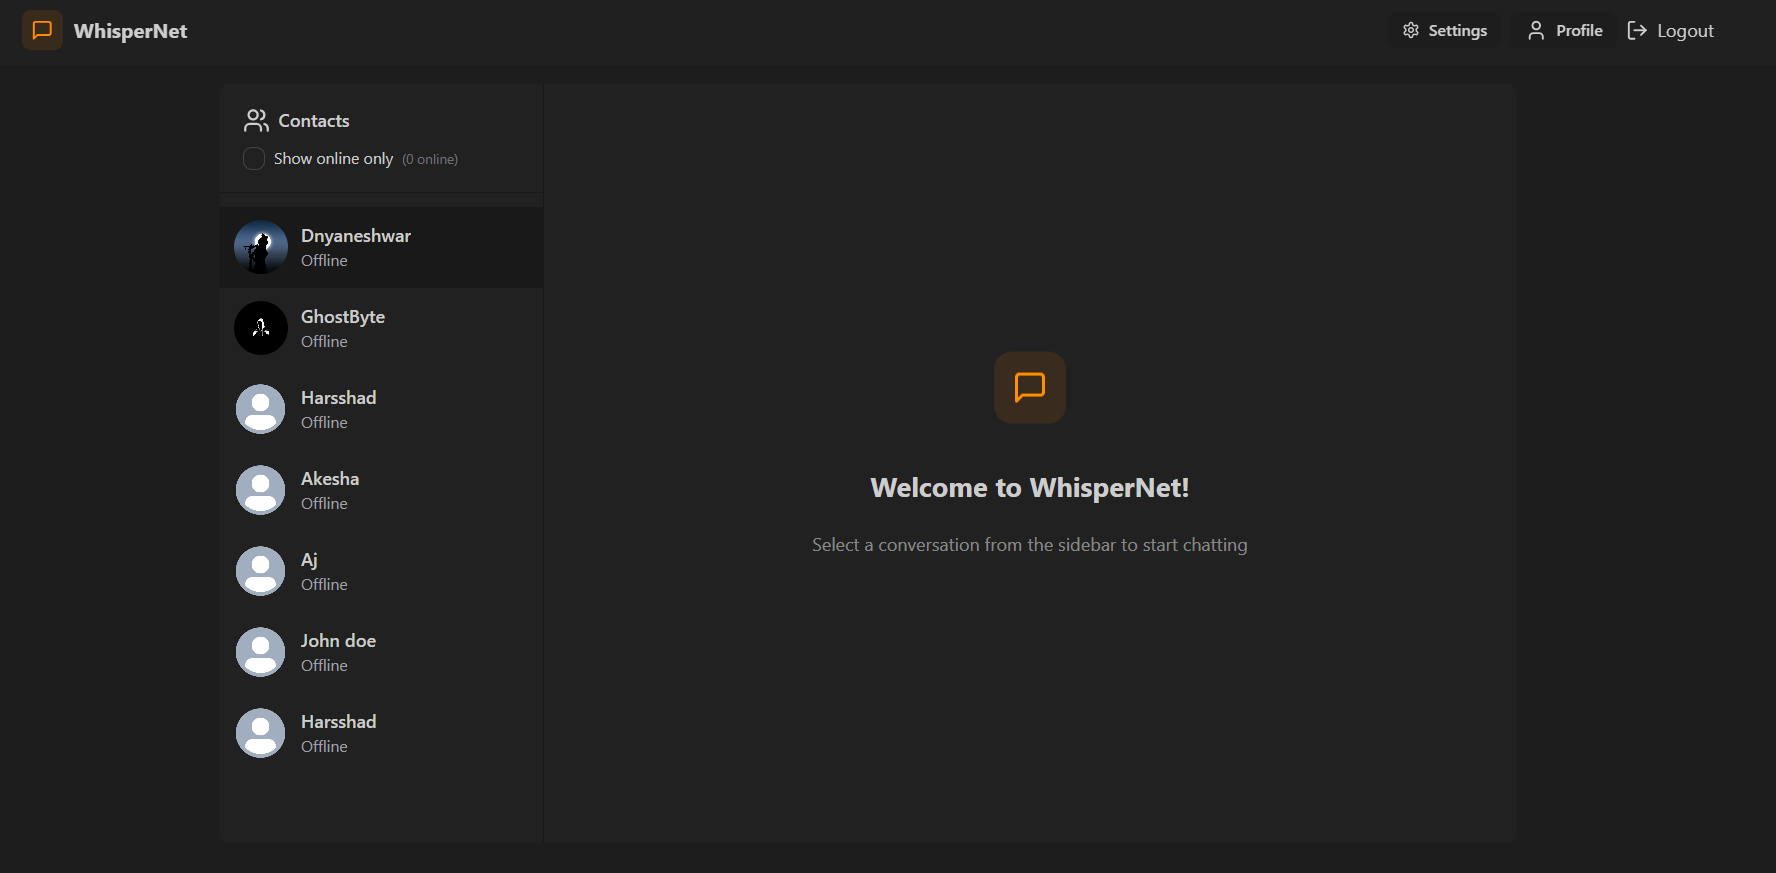 WhisperNet
Settings
Profile
Logout
Contacts
Show online only (0 online)
Dnyaneshwar
Offline
GhostByte
Offline
Harsshad
Offline
Akesha
Offline
Aj
Offline
John doe
Offline
Harsshad
Offline
Welcome to WhisperNet!
Select a conversation from the sidebar to start chatting